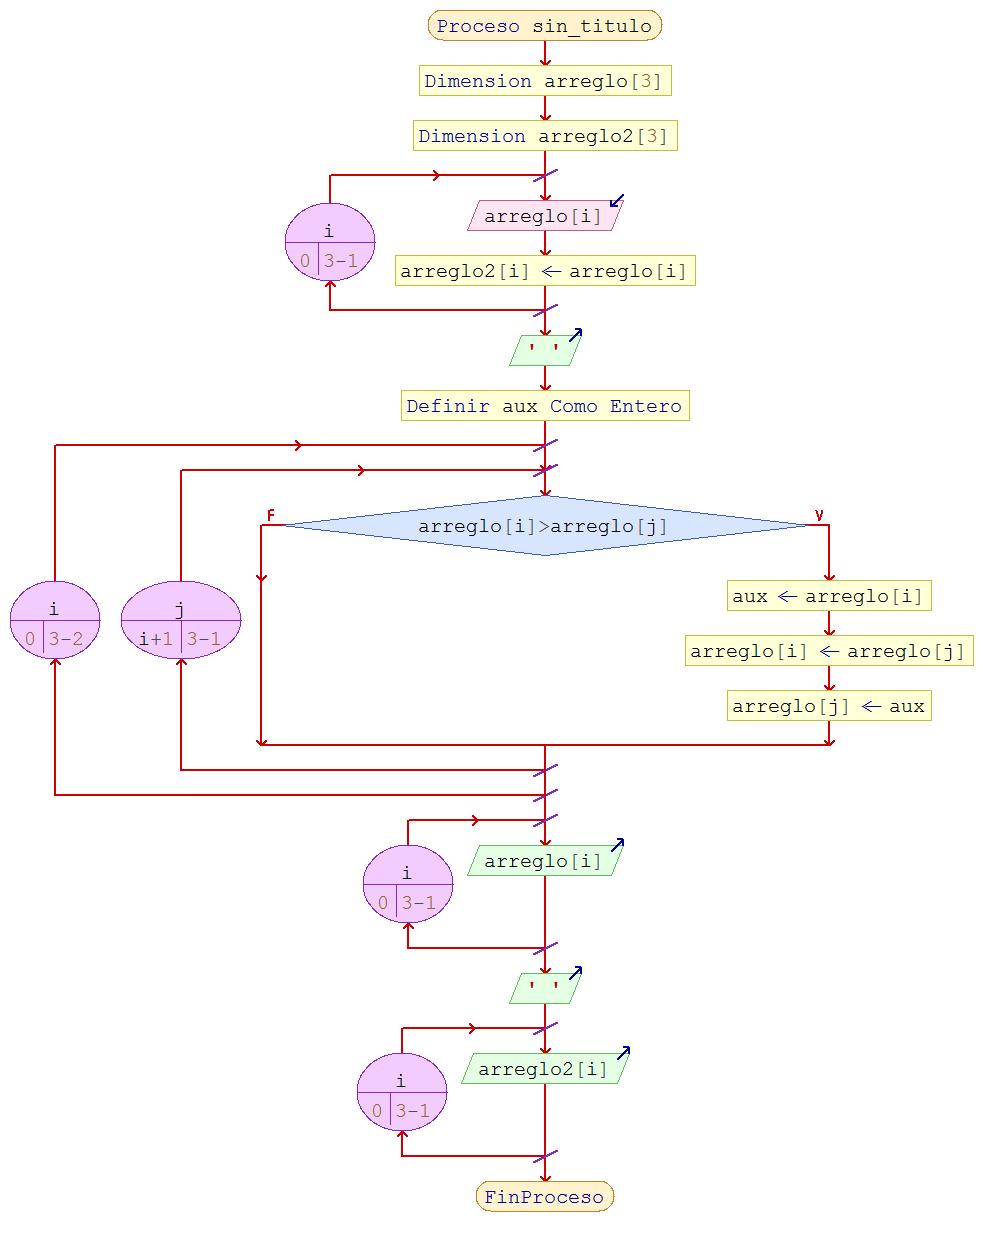 Proceso sin_titulo
Dimension arreglo[3]
Dimension arreglo2[3]
arreglo[i]
i
0 3-1
arreglo2[i] ← arreglo[i]
' '
Definir aux Como Entero
F
arreglo[i]>arreglo[j]
V
i
0 3-2
j
i+1 3-1
aux ← arreglo[i]
arreglo[i] ← arreglo[j]
arreglo[j] ← aux
arreglo[i]
i
0 3-1
' '
arreglo2[i]
i
0 3-1
FinProceso